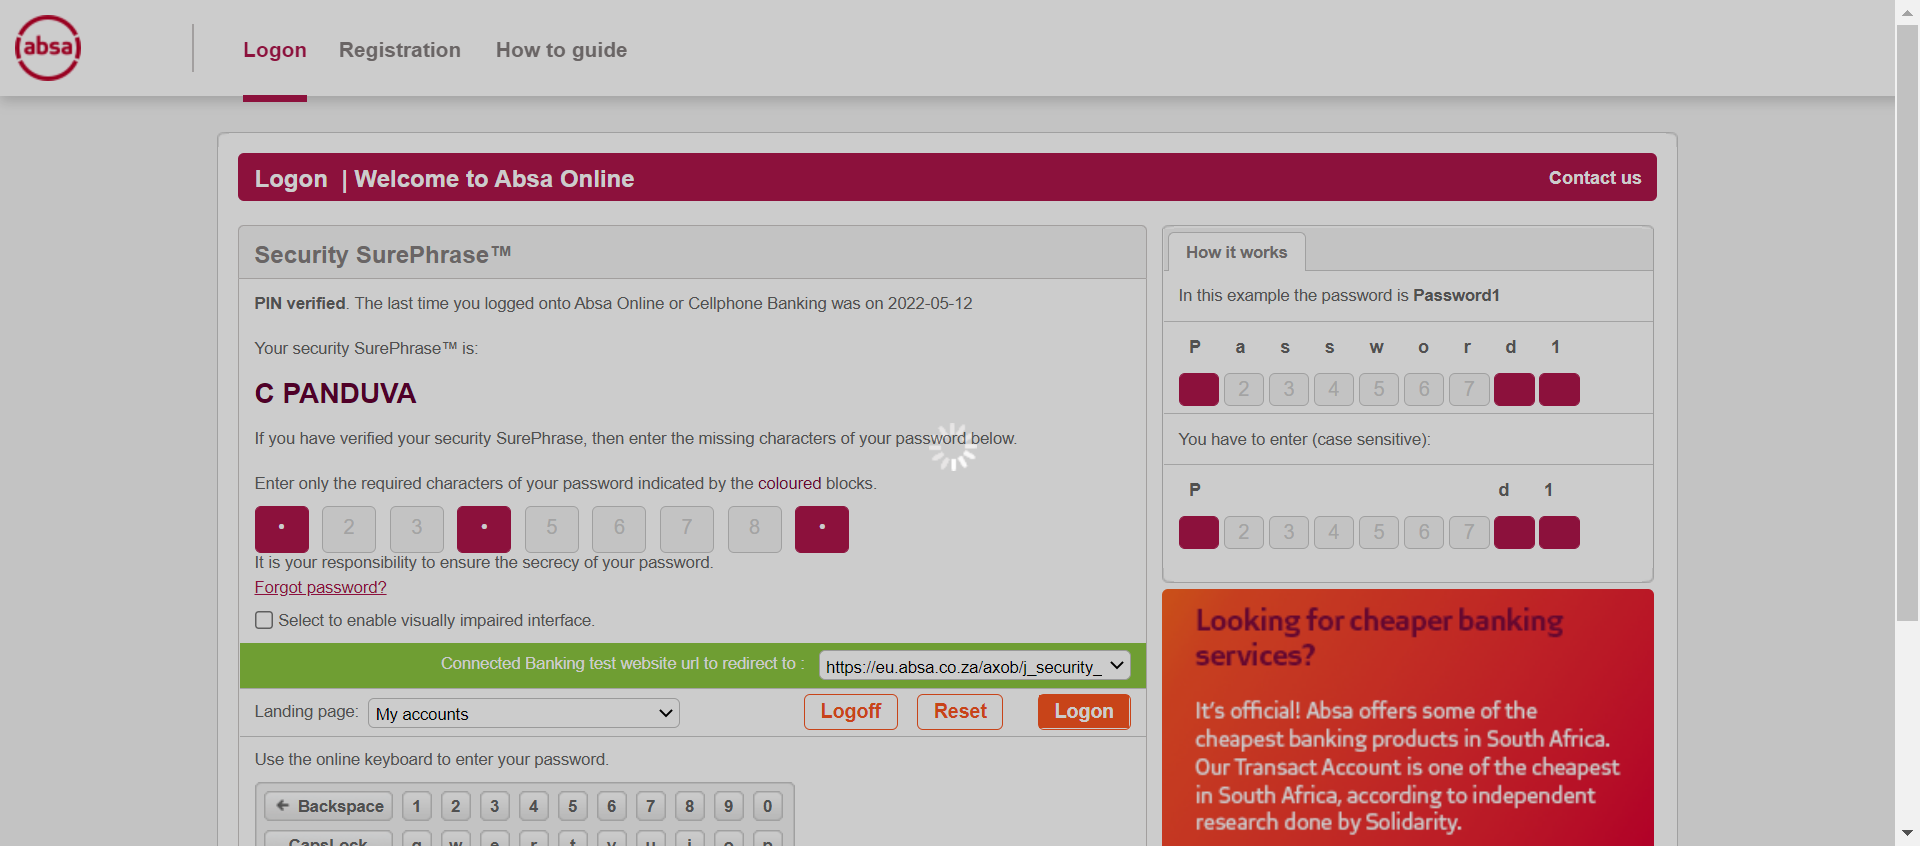 absa
Logon Registration How to guide
Logon | Welcome to Absa Online
Contact us
Security SurePhrase™
PIN verified. The last time you logged onto Absa Online or Cellphone Banking was on 2022-05-12
Your security SurePhrase™ is:
C PANDUVA
If you have verified your security SurePhrase, then enter the missing characters of your password below.
Enter only the required characters of your password indicated by the coloured blocks.
• 2 3 • 5 6 7 8 •
It is your responsibility to ensure the secrecy of your password.
Forgot password?
Select to enable visually impaired interface.
Connected Banking test website url to redirect to : https://eu.absa.co.za/axob/j_security_
Landing page: My accounts Logoff Reset Logon
Use the online keyboard to enter your password.
Backspace 1 2 3 4 5 6 7 8 9 0
CapsLock q w e r t y u i o p
How it works
In this example the password is Password1
P a s s w o r d 1
2 3 4 5 6 7
You have to enter (case sensitive):
P d 1
2 3 4 5 6 7
Looking for cheaper banking
services?
It's official! Absa offers some of the
cheapest banking products in South Africa.
Our Transact Account is one of the cheapest
in South Africa, according to independent
research done by Solidarity.